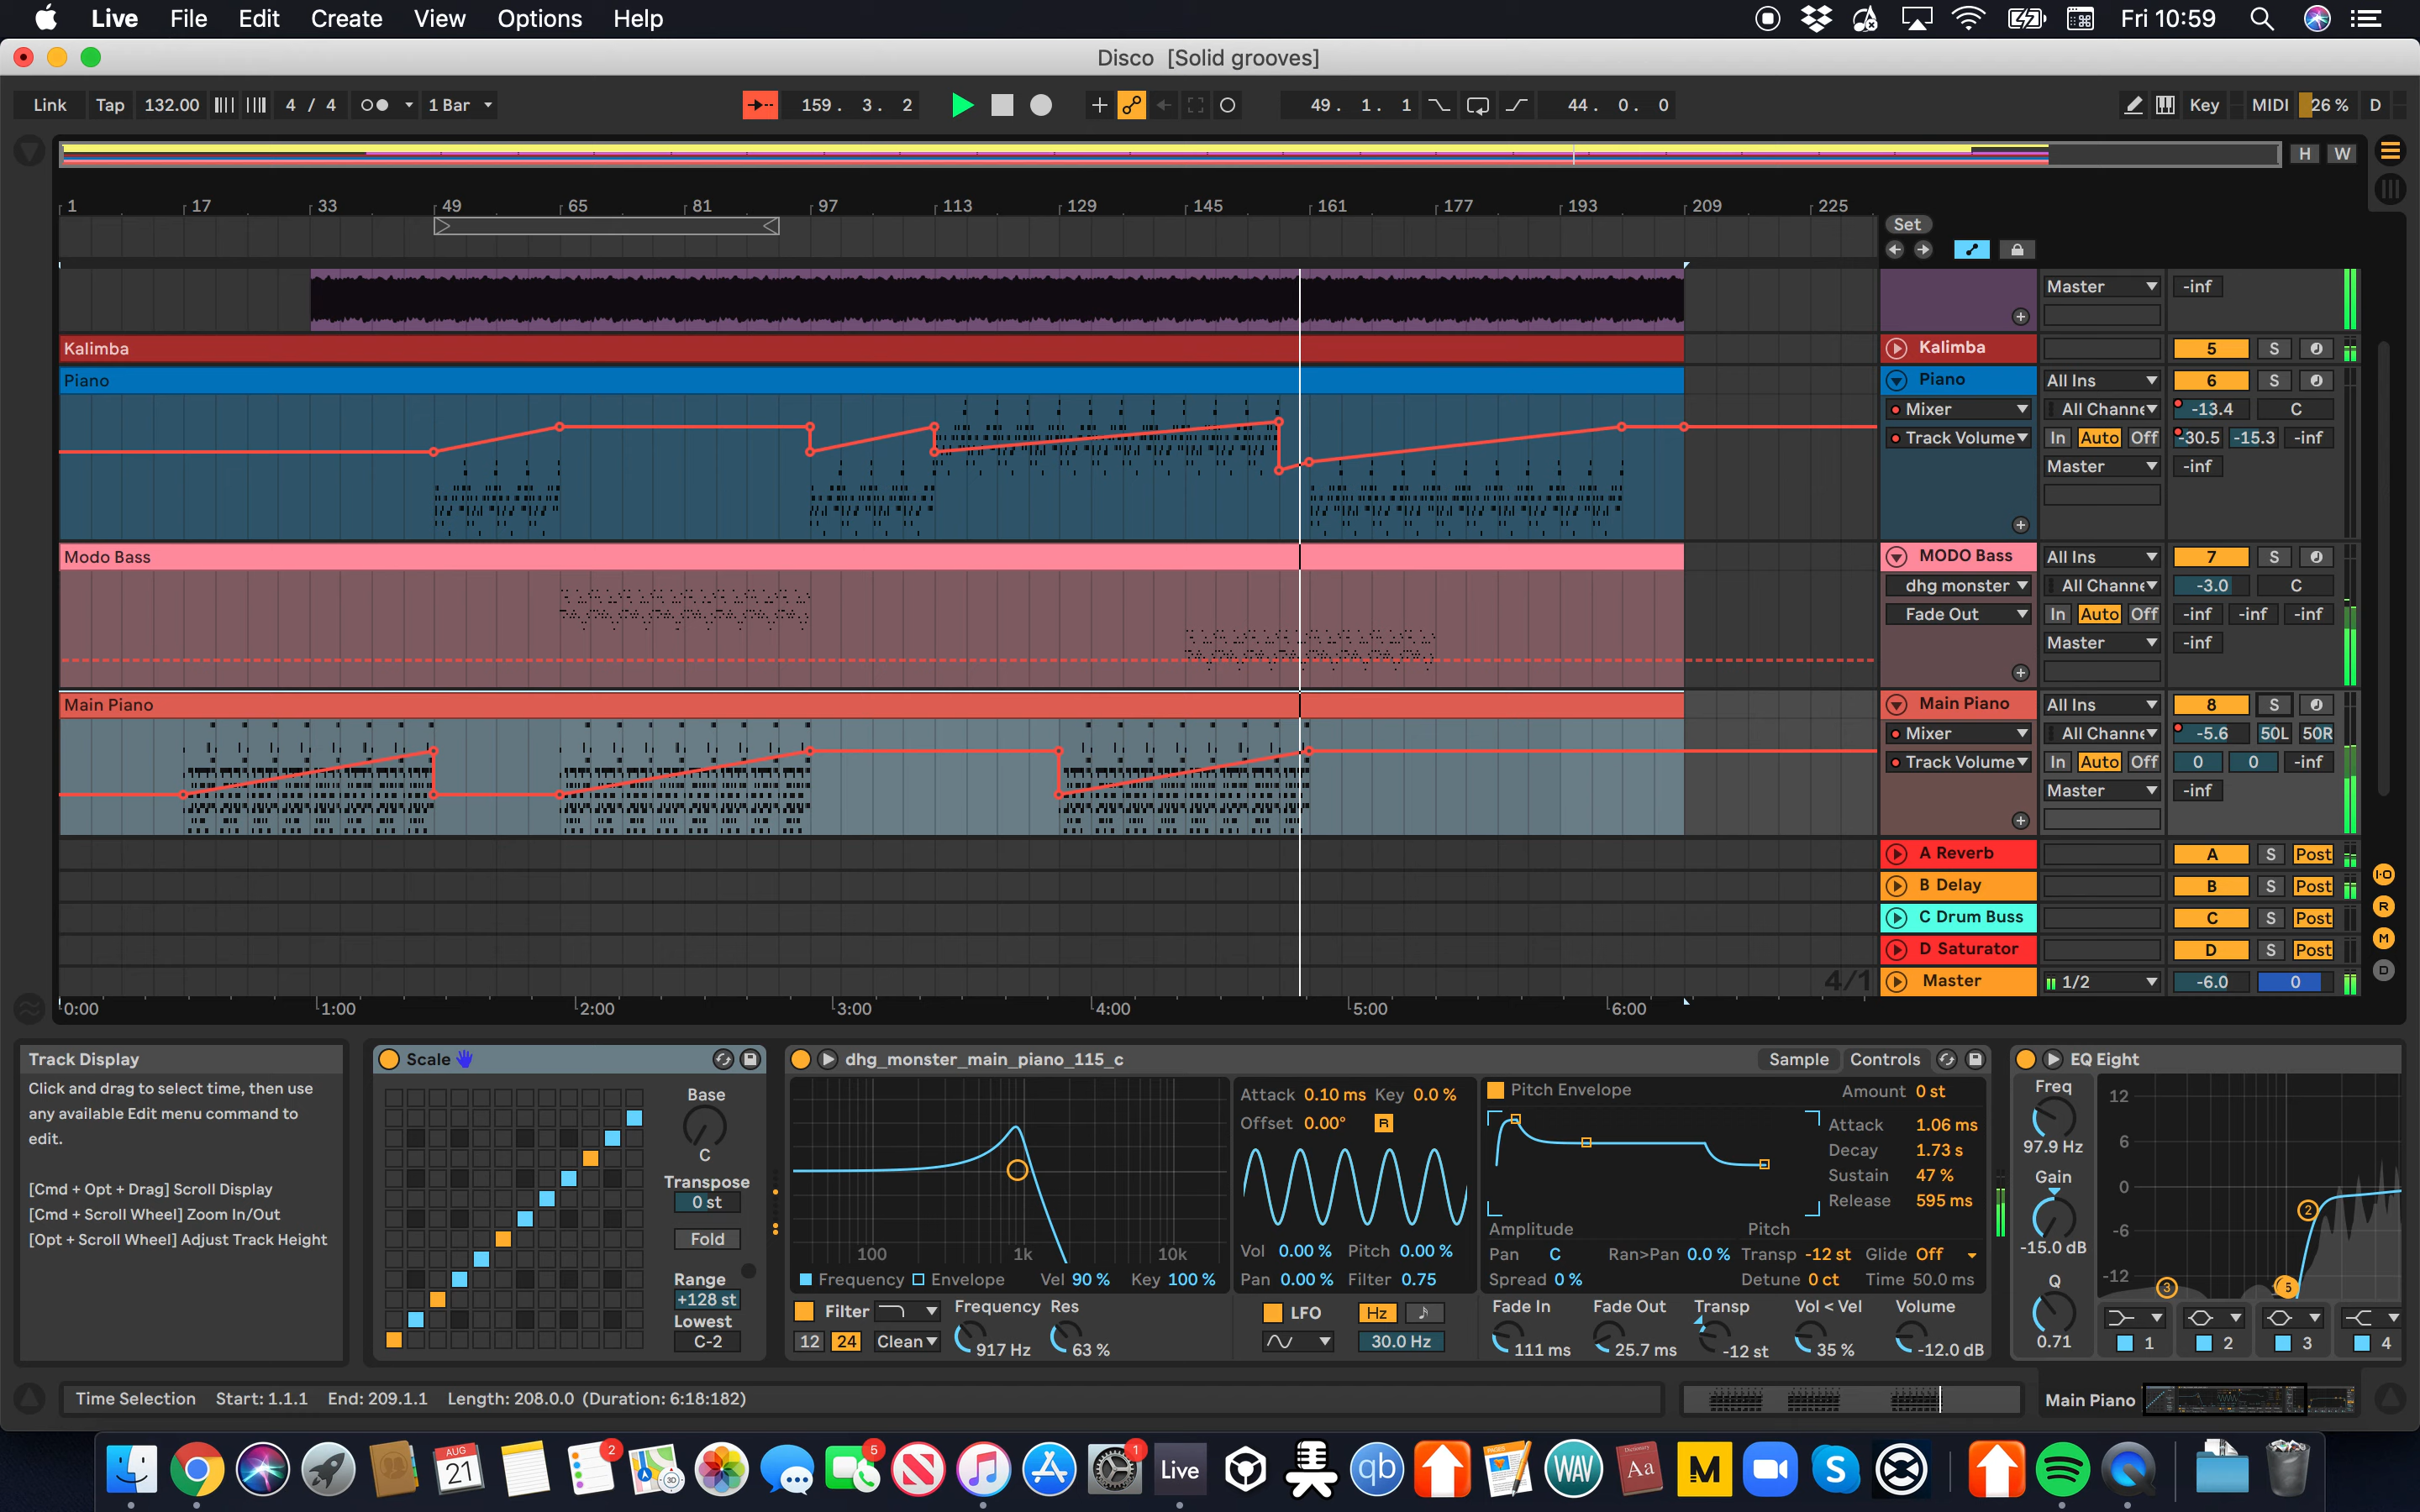 Live File Edit Create View Options Help Fri 10:59
Disco [Solid grooves]
Link Tap 132.00 4 / 4 1 Bar 159. 3. 2 49. 1. 1 44. 0. 0 Key MIDI 26 % D
H W
1 17 33 49 65 81 97 113 129 145 161 177 193 209 225
Set
Master -inf
Kalimba Kalimba 5 S
Piano Piano All Ins 6 S
Mixer All Channe -13.4 C
Track Volume In Auto Off -30.5 -15.3 -inf
Master -inf
Modo Bass MODO Bass All Ins 7 S
dhg monster All Channe -3.0 C
Fade Out In Auto Off -inf -inf -inf
Master -inf
Main Piano Main Piano All Ins 8 S
Mixer All Channe -5.6 50L 50R
Track Volume In Auto Off 0 0 -inf
Master -inf
A Reverb A S Post
B Delay B S Post
C Drum Buss C S Post
D Saturator D S Post
4/1 Master 1/2 -6.0 0
I·O
R
M
D
0:00 1:00 2:00 3:00 4:00 5:00 6:00
Track Display
Click and drag to select time, then use
any available Edit menu command to
edit.
[Cmd + Opt + Drag] Scroll Display
[Cmd + Scroll Wheel] Zoom In/Out
[Opt + Scroll Wheel] Adjust Track Height
Scale
Base
C
Transpose
0 st
Fold
Range
+128 st
Lowest
C-2
dhg_monster_main_piano_115_c Sample Controls
100 1k 10k
Frequency Envelope Vel 90 % Key 100 %
Filter Frequency Res
12 24 Clean 917 Hz 63 %
Attack 0.10 ms Key 0.0 %
Offset 0.00° R
Vol 0.00 % Pitch 0.00 %
Pan 0.00 % Filter 0.75
LFO Hz
30.0 Hz
Pitch Envelope Amount 0 st
Attack 1.06 ms
Decay 1.73 s
Sustain 47 %
Release 595 ms
Amplitude Pitch
Pan C Ran>Pan 0.0 % Transp -12 st Glide Off
Spread 0 % Detune 0 ct Time 50.0 ms
Fade In Fade Out Transp Vol < Vel Volume
111 ms 25.7 ms -12 st 35 % -12.0 dB
EQ Eight
Freq
97.9 Hz
Gain
-15.0 dB
Q
0.71
12
6
0
-6
-12
2
3 5
1 2 3 4
Time Selection Start: 1.1.1 End: 209.1.1 Length: 208.0.0 (Duration: 6:18:182)
Main Piano
AUG
21
2
3D
5
1
Live
qb
PAGES
WAV
Dictionary
Aa
M
S